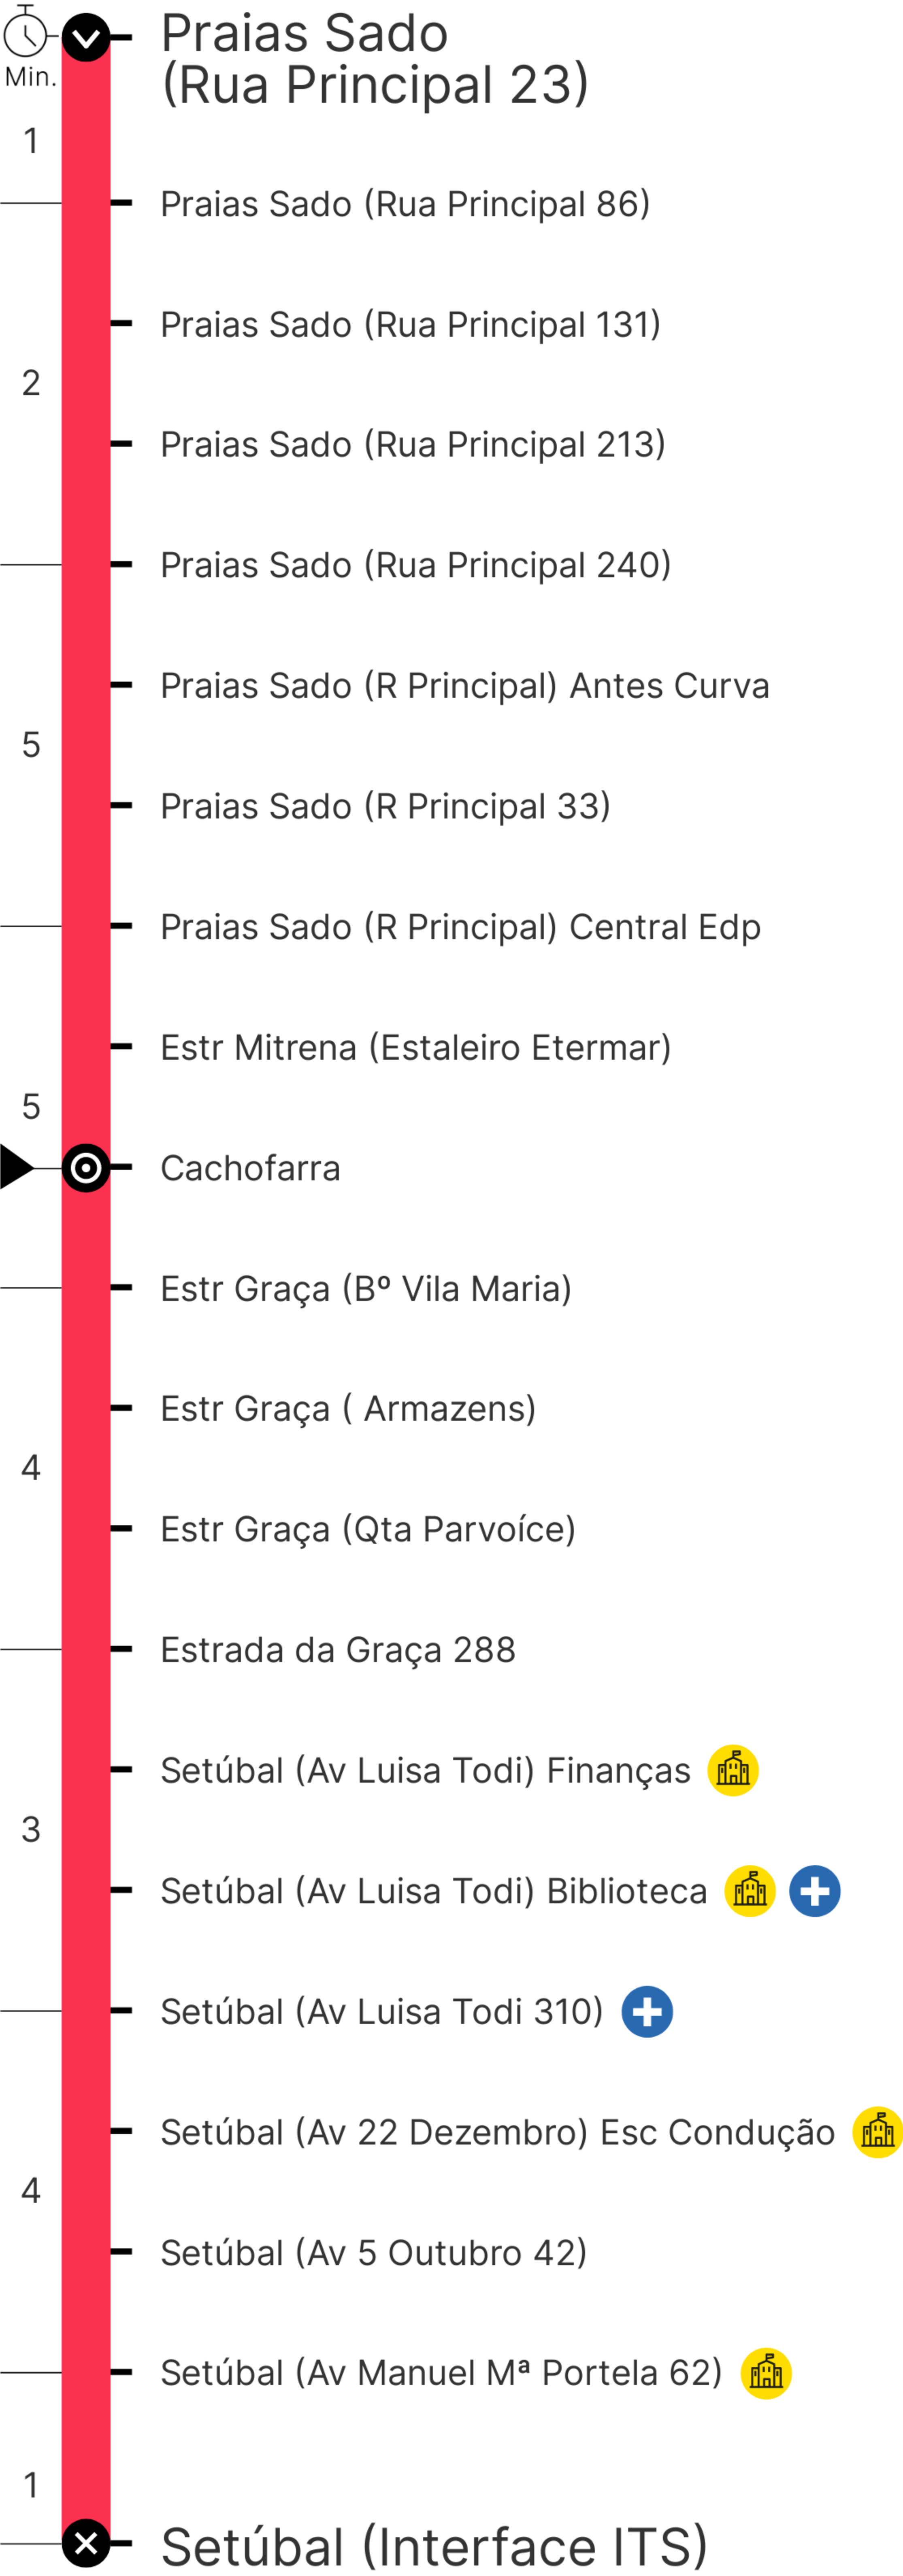 Praias Sado
(Rua Principal 23)
Min.
1
Praias Sado (Rua Principal 86)
Praias Sado (Rua Principal 131)
2
Praias Sado (Rua Principal 213)
Praias Sado (Rua Principal 240)
Praias Sado (R Principal) Antes Curva
5
Praias Sado (R Principal 33)
Praias Sado (R Principal) Central Edp
Estr Mitrena (Estaleiro Etermar)
5
Cachofarra
Estr Graça (Bº Vila Maria)
Estr Graça ( Armazens)
4
Estr Graça (Qta Parvoíce)
Estrada da Graça 288
Setúbal (Av Luisa Todi) Finanças
3
Setúbal (Av Luisa Todi) Biblioteca
Setúbal (Av Luisa Todi 310)
Setúbal (Av 22 Dezembro) Esc Condução
4
Setúbal (Av 5 Outubro 42)
Setúbal (Av Manuel Mª Portela 62)
1
Setúbal (Interface ITS)